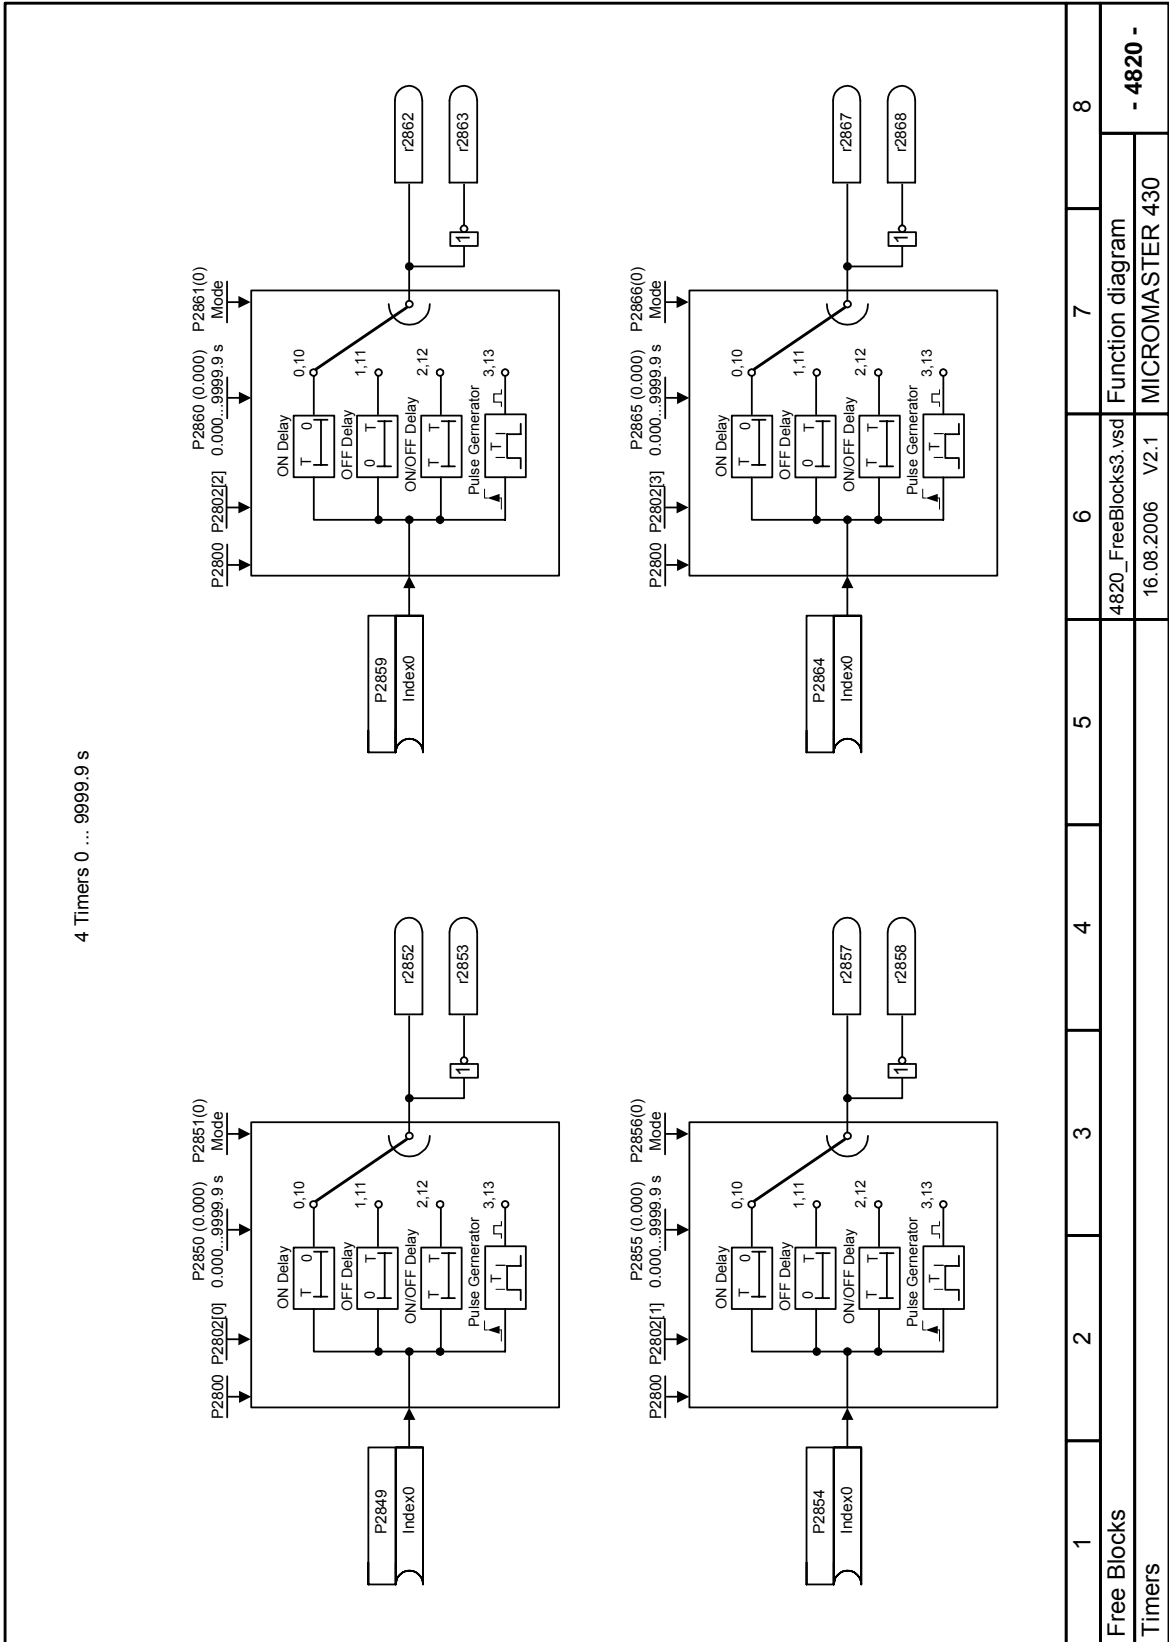 4 Timers 0 ... 9999.9 s
P2800
P2802[0]
P2850 (0.000)
0.000...9999.9 s
P2851(0)
Mode
ON Delay
T 0
0,10
OFF Delay
0 T
1,11
ON/OFF Delay
T T
2,12
Pulse Gernerator
T
3,13
P2849
Index0
1
r2852
r2853
P2800
P2802[2]
P2860 (0.000)
0.000...9999.9 s
P2861(0)
Mode
ON Delay
T 0
0,10
OFF Delay
0 T
1,11
ON/OFF Delay
T T
2,12
Pulse Gernerator
T
3,13
P2859
Index0
1
r2862
r2863
P2800
P2802[1]
P2855 (0.000)
0.000...9999.9 s
P2856(0)
Mode
ON Delay
T 0
0,10
OFF Delay
0 T
1,11
ON/OFF Delay
T T
2,12
Pulse Gernerator
T
3,13
P2854
Index0
1
r2857
r2858
P2800
P2802[3]
P2865 (0.000)
0.000...9999.9 s
P2866(0)
Mode
ON Delay
T 0
0,10
OFF Delay
0 T
1,11
ON/OFF Delay
T T
2,12
Pulse Gernerator
T
3,13
P2864
Index0
1
r2867
r2868
1 2 3 4 5 6 7 8
Free Blocks
4820_FreeBlocks3.vsd
Function diagram
- 4820 -
Timers
16.08.2006 V2.1
MICROMASTER 430